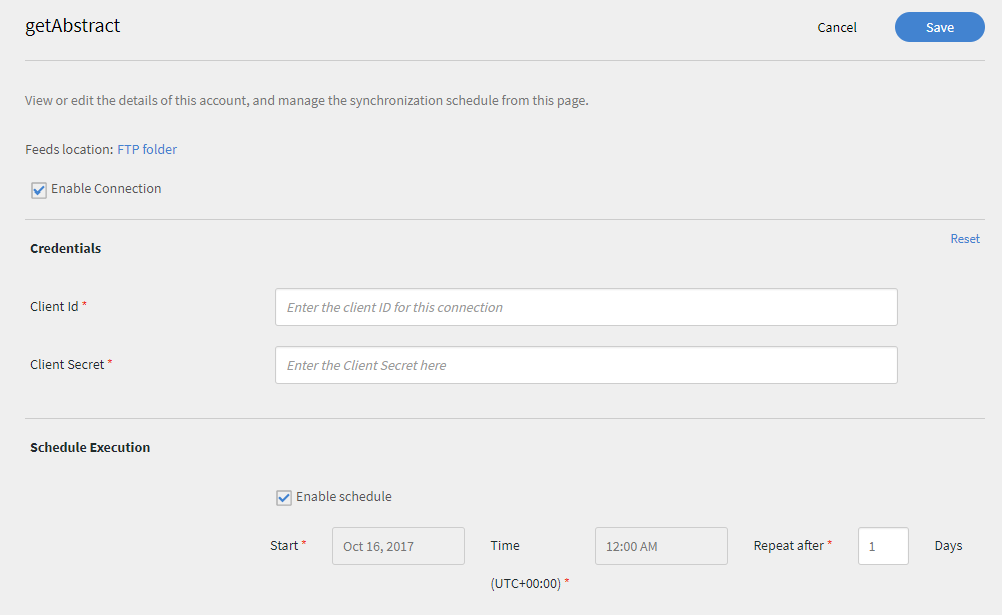 getAbstract
Cancel
Save
View or edit the details of this account, and manage the synchronization schedule from this page.
Feeds location: FTP folder
Enable Connection
Credentials
Reset
Client Id *
Enter the client ID for this connection
Client Secret *
Enter the Client Secret here
Schedule Execution
Enable schedule
Start * Oct 16, 2017 Time 12:00 AM Repeat after * 1 Days
(UTC+00:00) *